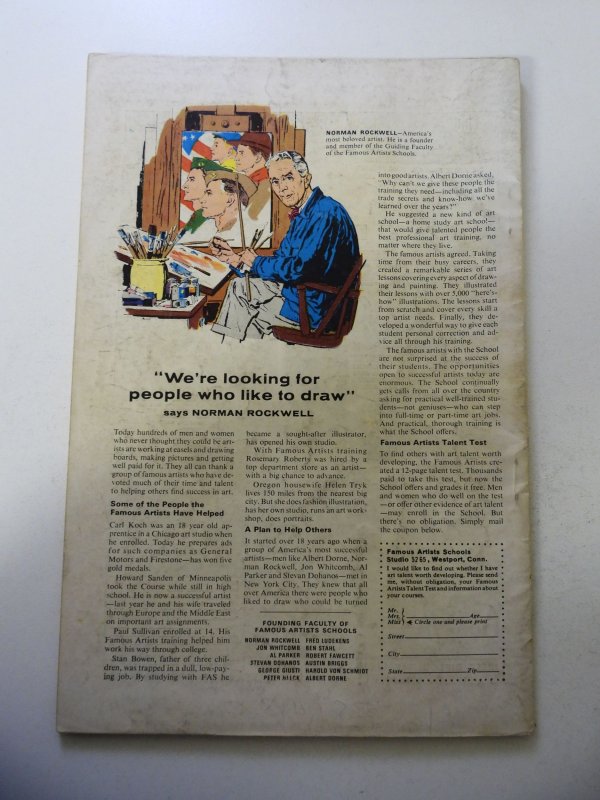 NORMAN ROCKWELL—America's
most beloved artist. He is a founder
and member of the Guiding Faculty
of the Famous Artists Schools.
"We're looking for
people who like to draw"
says NORMAN ROCKWELL
Today hundreds of men and women
who never thought they could be art-
ists are working at easels and drawing
boards, making pictures and getting
well paid for it. They all can thank a
group of famous artists who have de-
voted much of their time and talent
to helping others find success in art.
Some of the People the
Famous Artists Have Helped
Carl Koch was an 18 year old ap-
prentice in a Chicago art studio when
he enrolled. Today he prepares ads
for such companies as General
Motors and Firestone—has won five
gold medals.
Howard Sanden of Minneapolis
took the Course while still in high
school. He is now a successful artist
—last year he and his wife traveled
through Europe and the Middle East
on important art assignments.
Paul Sullivan enrolled at 14. His
Famous Artists training helped him
work his way through college.
Stan Bowen, father of three chil-
dren, was trapped in a dull, low-pay-
ing job. By studying with FAS he
became a sought-after illustrator,
has opened his own studio.
With Famous Artists training
Rosemary Roberts was hired by a
top department store as an artist—
with a big chance to advance.
Oregon housewife Helen Tryk
lives 150 miles from the nearest big
city. But she does fashion illustration,
has her own studio, runs an art work-
shop, does portraits.
A Plan to Help Others
It started over 18 years ago when a
group of America's most successful
artists—men like Albert Dorne, Nor-
man Rockwell, Jon Whitcomb, Al
Parker and Stevan Dohanos—met in
New York City. They knew that all
over America there were people who
liked to draw who could be turned
FOUNDING FACULTY OF
FAMOUS ARTISTS SCHOOLS
NORMAN ROCKWELL FRED LUDEKENS
JON WHITCOMB BEN STAHL
AL PARKER ROBERT FAWCETT
STEVAN DOHANOS AUSTIN BRIGGS
GEORGE GIUSTI HAROLD VON SCHMIDT
PETER HELCK ALBERT DORNE
into good artists. Albert Dorne asked,
"Why can't we give these people the
training they need—including all the
trade secrets and know-how we've
learned over the years?"
He suggested a new kind of art
school—a home study art school—
that would give talented people the
best professional art training, no
matter where they live.
The famous artists agreed. Taking
time from their busy careers, they
created a remarkable series of art
lessons covering every aspect of draw-
ing and painting. They illustrated
their lessons with over 5,000 "here's-
how" illustrations. The lessons start
from scratch and cover every skill a
top artist needs. Finally, they de-
veloped a wonderful way to give each
student personal correction and ad-
vice all through his training.
The famous artists with the School
are not surprised at the success of
their students. The opportunities
open to successful artists today are
enormous. The School continually
gets calls from all over the country
asking for practical well-trained stu-
dents—not geniuses—who can step
into full-time or part-time art jobs.
And practical, thorough training is
what the School offers.
Famous Artists Talent Test
To find others with art talent worth
developing, the Famous Artists cre-
ated a 12-page talent test. Thousands
paid to take this test, but now the
School offers and grades it free. Men
and women who do well on the test
—or offer other evidence of art talent
—may enroll in the School. But
there's no obligation. Simply mail
the coupon below.
Famous Artists Schools
Studio 5265, Westport, Conn.
I would like to find out whether I have
art talent worth developing. Please send
me, without obligation, your Famous
Artists Talent Test and information about
your courses.
Mr.
Mrs. Age
Miss Circle one and please print
Street
City
State Zip